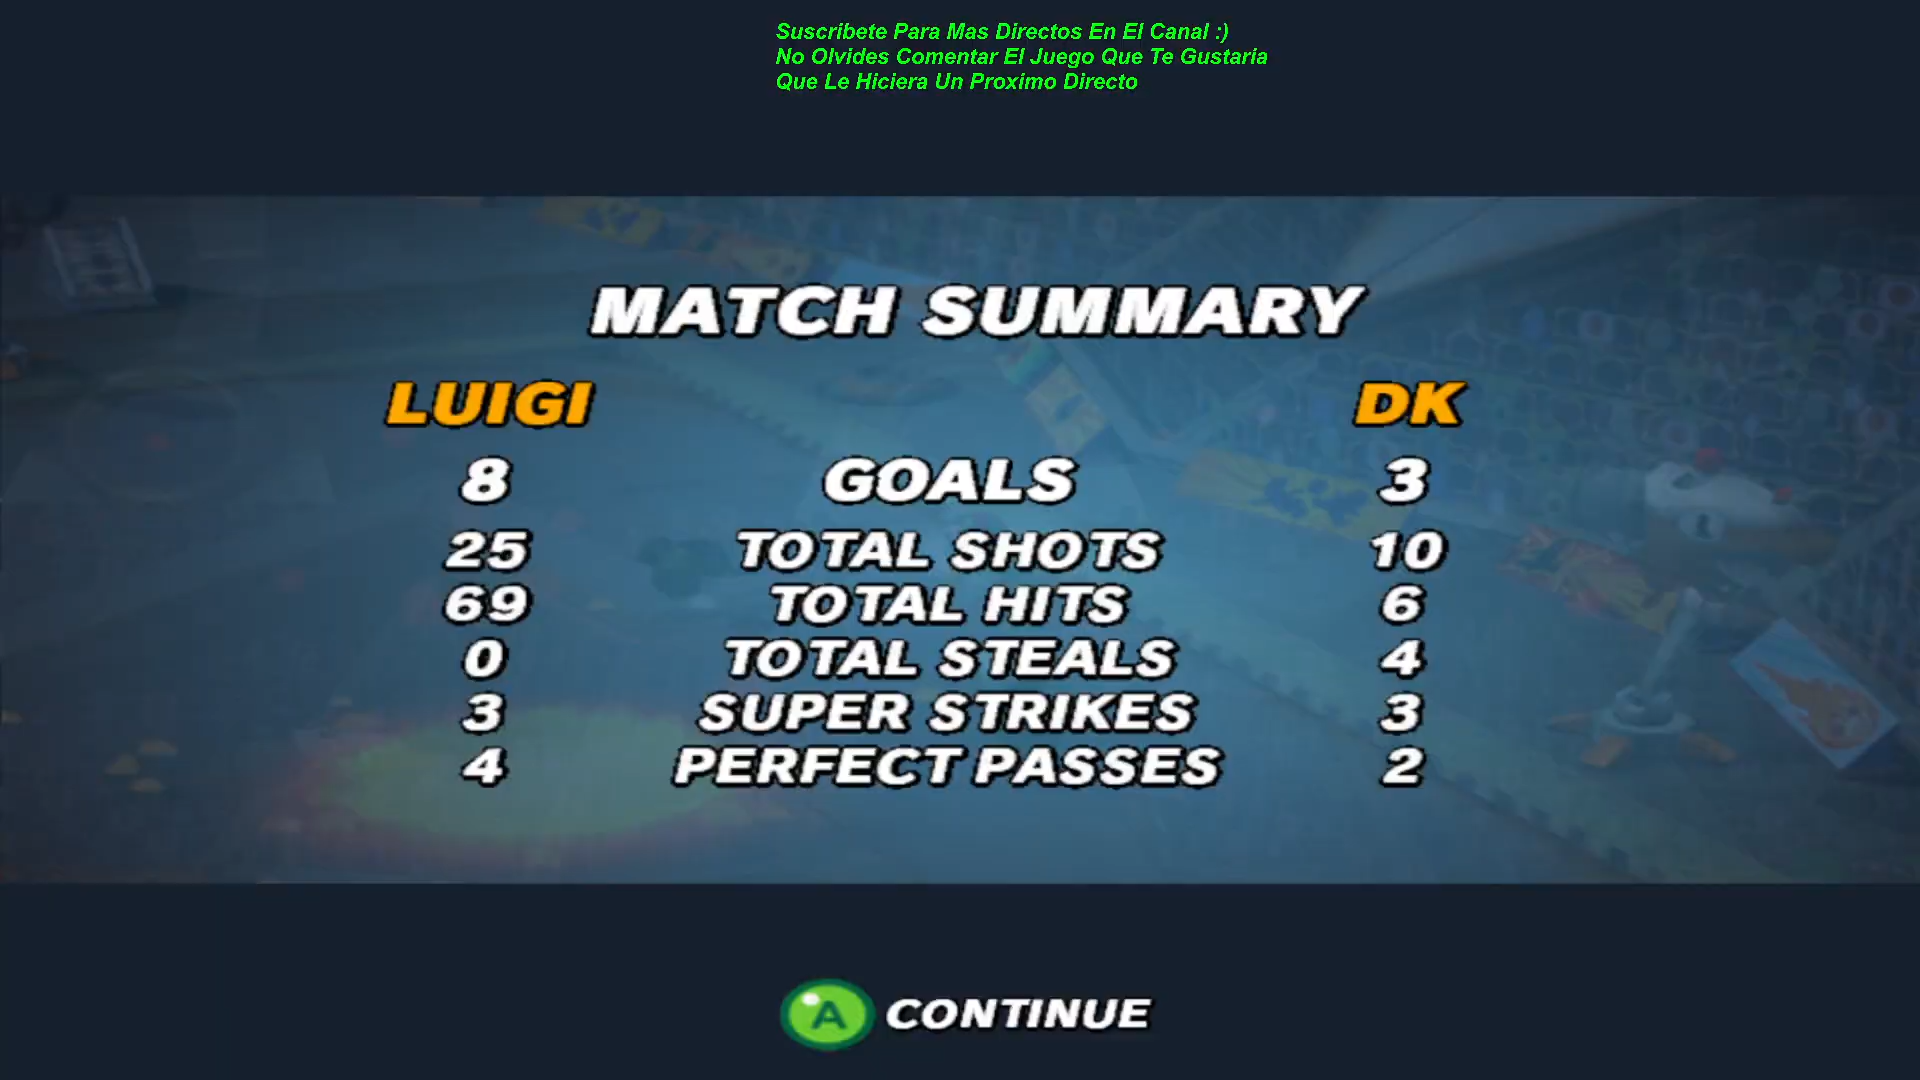 Suscribete Para Mas Directos En El Canal :)
No Olvides Comentar El Juego Que Te Gustaria
Que Le Hiciera Un Proximo Directo
MATCH SUMMARY
LUIGI DK
8 GOALS 3
25 TOTAL SHOTS 10
69 TOTAL HITS 6
0 TOTAL STEALS 4
3 SUPER STRIKES 3
4 PERFECT PASSES 2
A CONTINUE